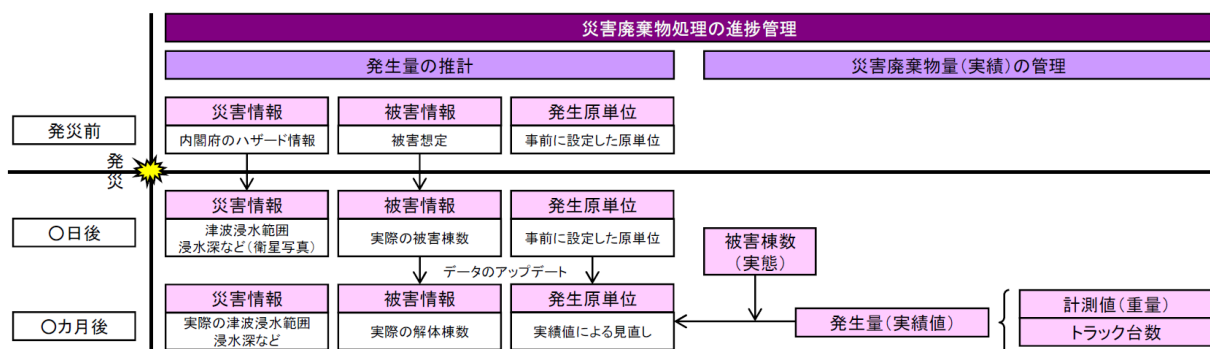 災害廃棄物処理の進捗管理
発生量の推計
災害廃棄物量(実績)の管理
発災前
災害情報
内閣府のハザード情報
被害情報
被害想定
発生原単位
事前に設定した原単位
発災
〇日後
災害情報
津波浸水範囲
浸水深など(衛星写真)
被害情報
実際の被害棟数
発生原単位
事前に設定した原単位
被害棟数
(実態)
データのアップデート
〇カ月後
災害情報
実際の津波浸水範囲
浸水深など
被害情報
実際の解体棟数
発生原単位
実績値による見直し
発生量(実績値)
計測値(重量)
トラック台数